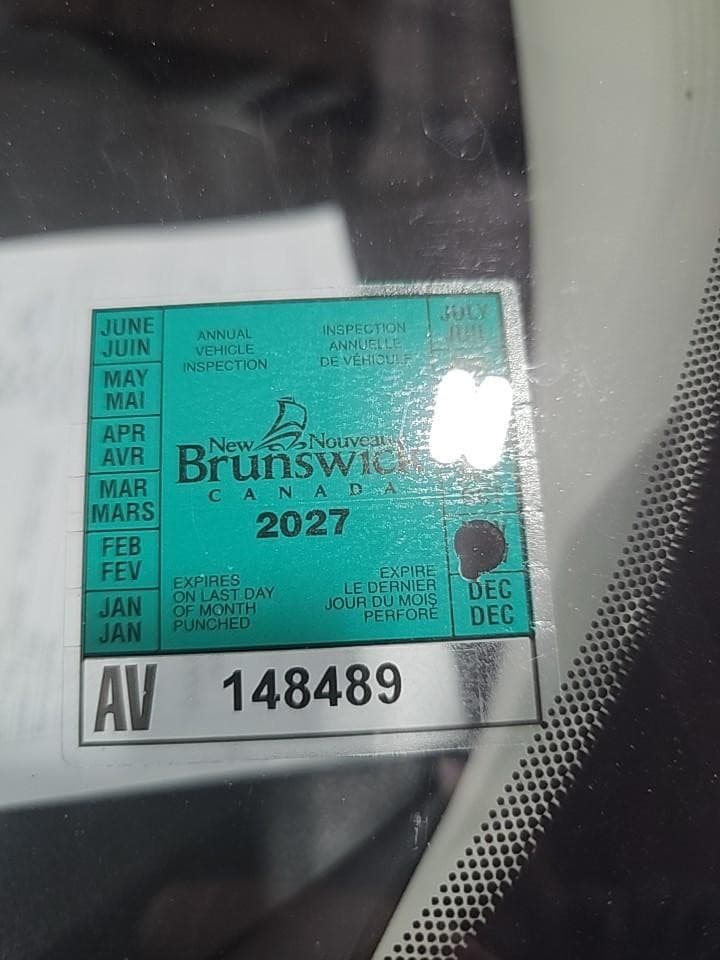 JUNE
JUIN
MAY
MAI
APR
AVR
MAR
MARS
FEB
FEV
JAN
JAN
ANNUAL
VEHICLE
INSPECTION
INSPECTION
ANNUELLE
DE VÉHICULE
New Nouveau
Brunswick
CANADA
2027
EXPIRES
ON LAST DAY
OF MONTH
PUNCHED
EXPIRE
LE DERNIER
JOUR DU MOIS
PERFORÉ
JULY
JUIL
DEC
DEC
AV 148489